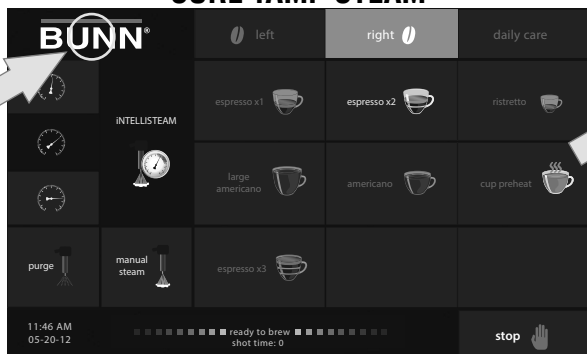 SURE TAMP STEAM
BUNN®
left
right
daily care
espresso x1
espresso x2
ristretto
iNTELLISTEAM
large
americano
americano
cup preheat
purge
manual
steam
espresso x3
11:46 AM
05-20-12
ready to brew
shot time: 0
stop